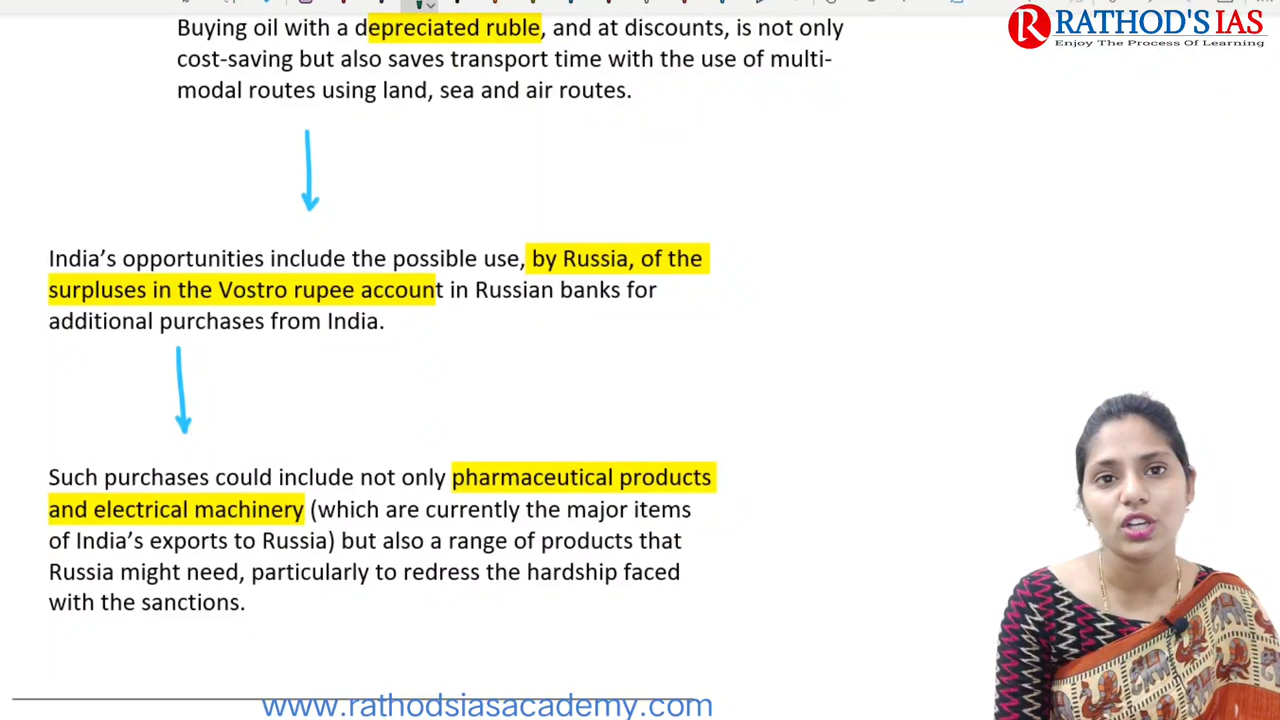 Buying oil with a depreciated ruble, and at discounts, is not only
cost-saving but also saves transport time with the use of multi-
modal routes using land, sea and air routes.
RATHOD'S IAS
Enjoy The Process Of Learning
India’s opportunities include the possible use, by Russia, of the
surpluses in the Vostro rupee account in Russian banks for
additional purchases from India.
Such purchases could include not only pharmaceutical products
and electrical machinery (which are currently the major items
of India’s exports to Russia) but also a range of products that
Russia might need, particularly to redress the hardship faced
with the sanctions.
www.rathodsiasacademy.com